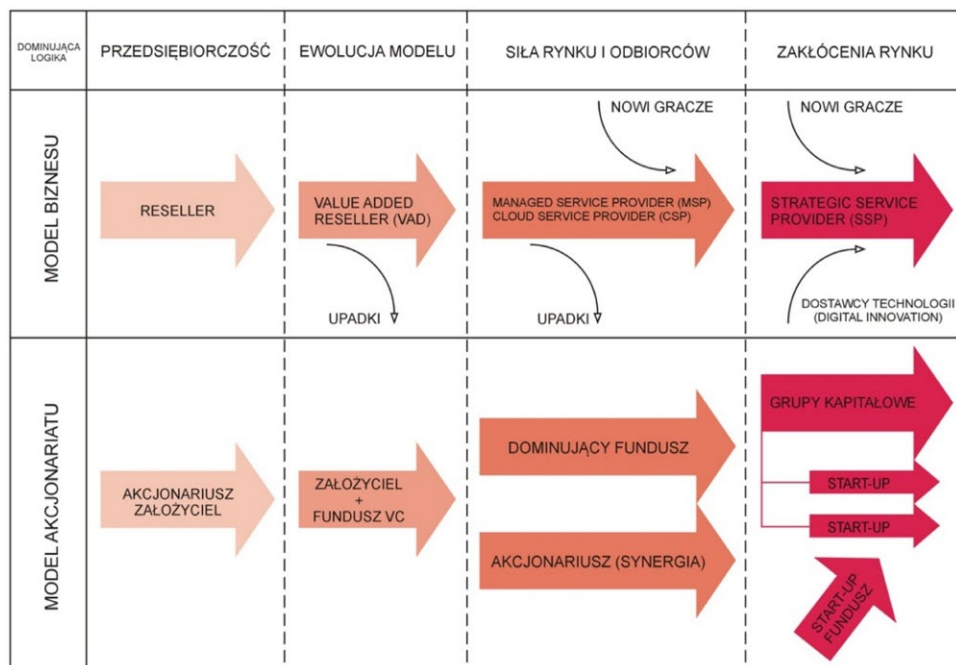 DOMINUJĄCA
LOGIKA
PRZEDSIĘBIORCZOŚĆ
EWOLUCJA MODELU
SIŁA RYNKU I ODBIORCÓW
ZAKŁÓCENIA RYNKU
MODEL BIZNESU
NOWI GRACZE
NOWI GRACZE
RESELLER
VALUE ADDED
RESELLER (VAD)
MANAGED SERVICE PROVIDER (MSP)
CLOUD SERVICE PROVIDER (CSP)
STRATEGIC SERVICE
PROVIDER (SSP)
UPADKI
UPADKI
DOSTAWCY TECHNOLOGII
(DIGITAL INNOVATION)
MODEL AKCJONARIATU
AKCJONARIUSZ
ZAŁOŻYCIEL
ZAŁOŻYCIEL
+
FUNDUSZ VC
DOMINUJĄCY FUNDUSZ
AKCJONARIUSZ (SYNERGIA)
GRUPY KAPITAŁOWE
START-UP
START-UP
START-UP
FUNDUSZ